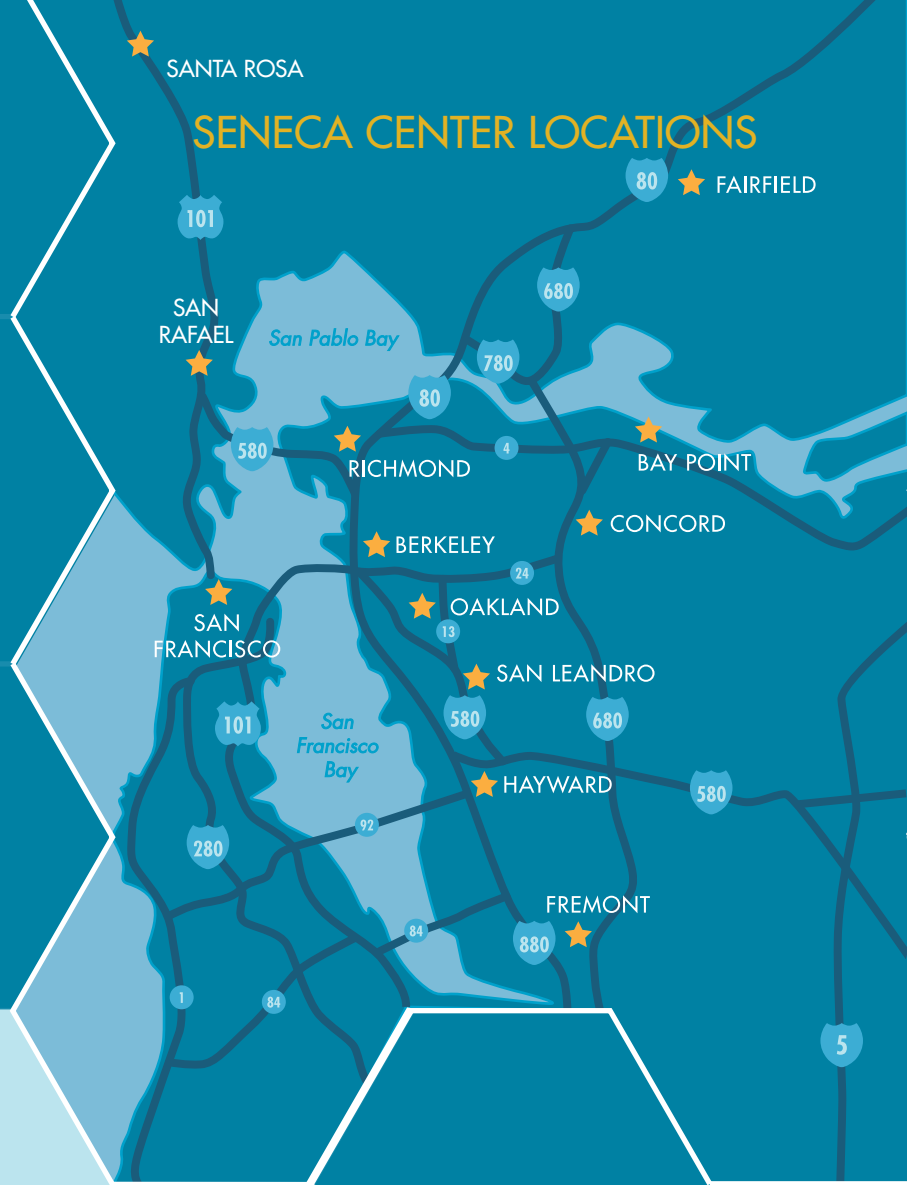 SANTA ROSA
SENECA CENTER LOCATIONS
80
FAIRFIELD
101
680
SAN
RAFAEL
San Pablo Bay
780
80
580
RICHMOND
4
BAY POINT
CONCORD
BERKELEY
24
OAKLAND
SAN
FRANCISCO
13
SAN LEANDRO
101
San
Francisco
Bay
580
680
HAYWARD
580
92
280
FREMONT
84
880
1
84
5